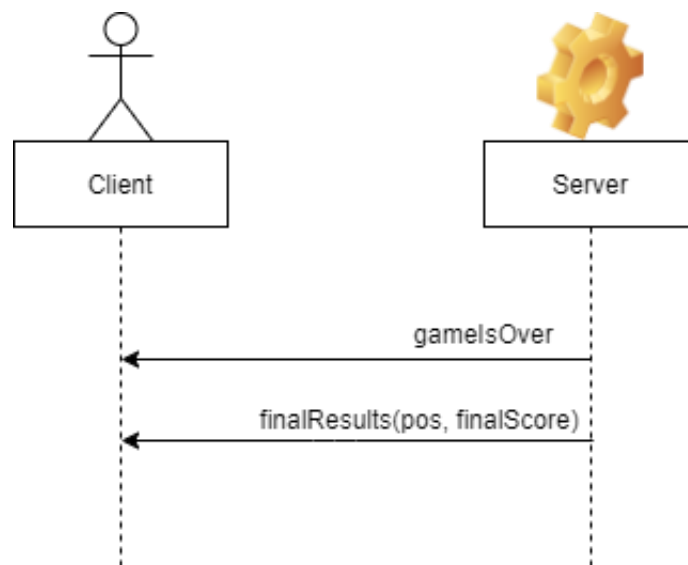 Client
Server
gameIsOver
finalResults(pos, finalScore)